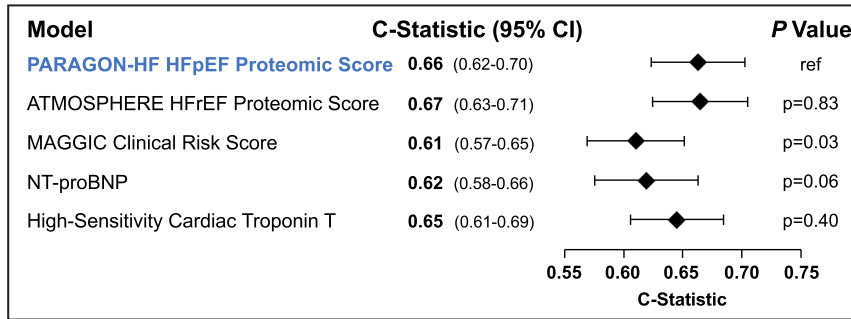 Model C-Statistic (95% CI) P Value
PARAGON-HF HFpEF Proteomic Score 0.66 (0.62-0.70) ref
ATMOSPHERE HFrEF Proteomic Score 0.67 (0.63-0.71) p=0.83
MAGGIC Clinical Risk Score 0.61 (0.57-0.65) p=0.03
NT-proBNP 0.62 (0.58-0.66) p=0.06
High-Sensitivity Cardiac Troponin T 0.65 (0.61-0.69) p=0.40
0.55 0.60 0.65 0.70 0.75
C-Statistic